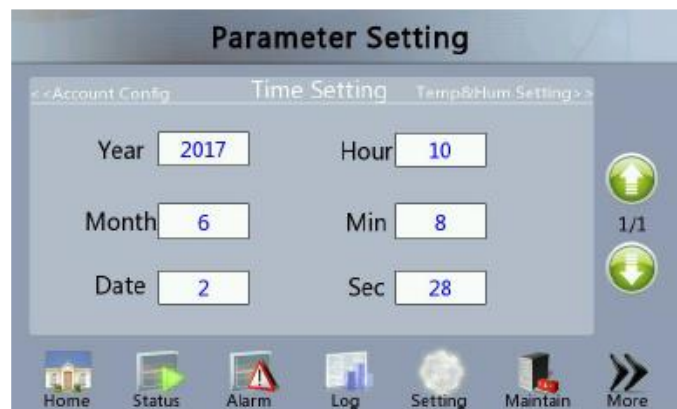 Parameter Setting
<<Account Config Time Setting Temp&Hum Setting>>
Year 2017 Hour 10
Month 6 Min 8
1/1
Date 2 Sec 28
Home Status Alarm Log Setting Maintain More